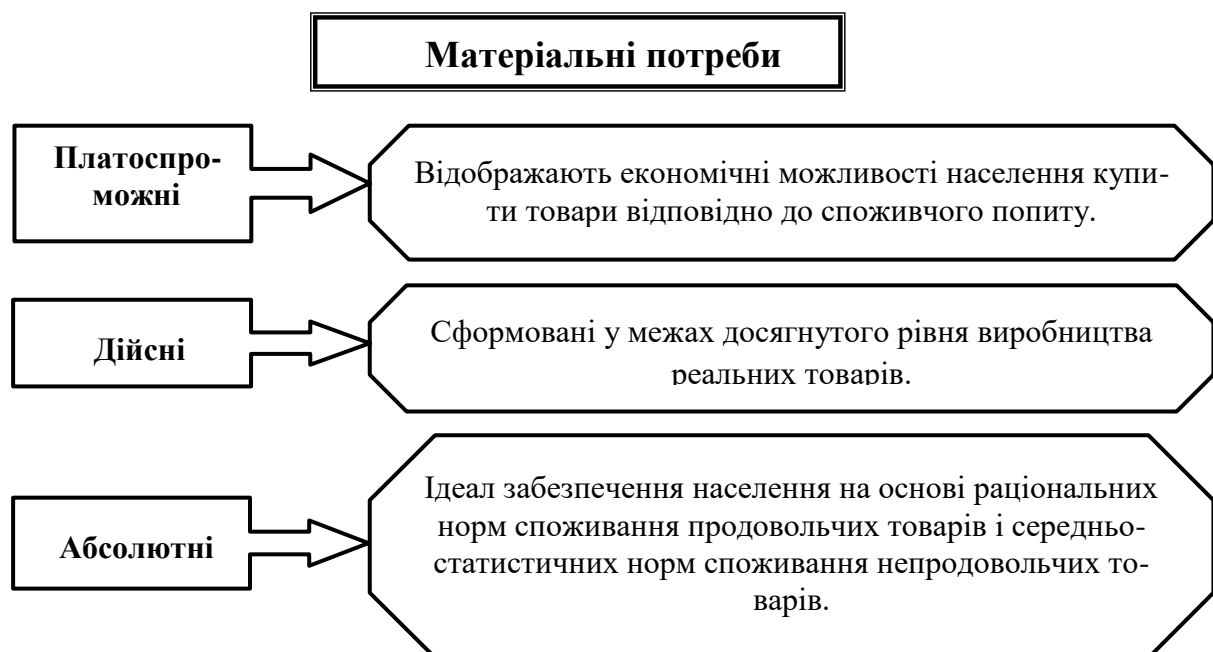 Матеріальні потреби
Платоспро-
можні
Відображають економічні можливості населення купи-
ти товари відповідно до споживчого попиту.
Дійсні
Сформовані у межах досягнутого рівня виробництва
реальних товарів.
Абсолютні
Ідеал забезпечення населення на основі раціональних
норм споживання продовольчих товарів і середньо-
статистичних норм споживання непродовольчих то-
варів.